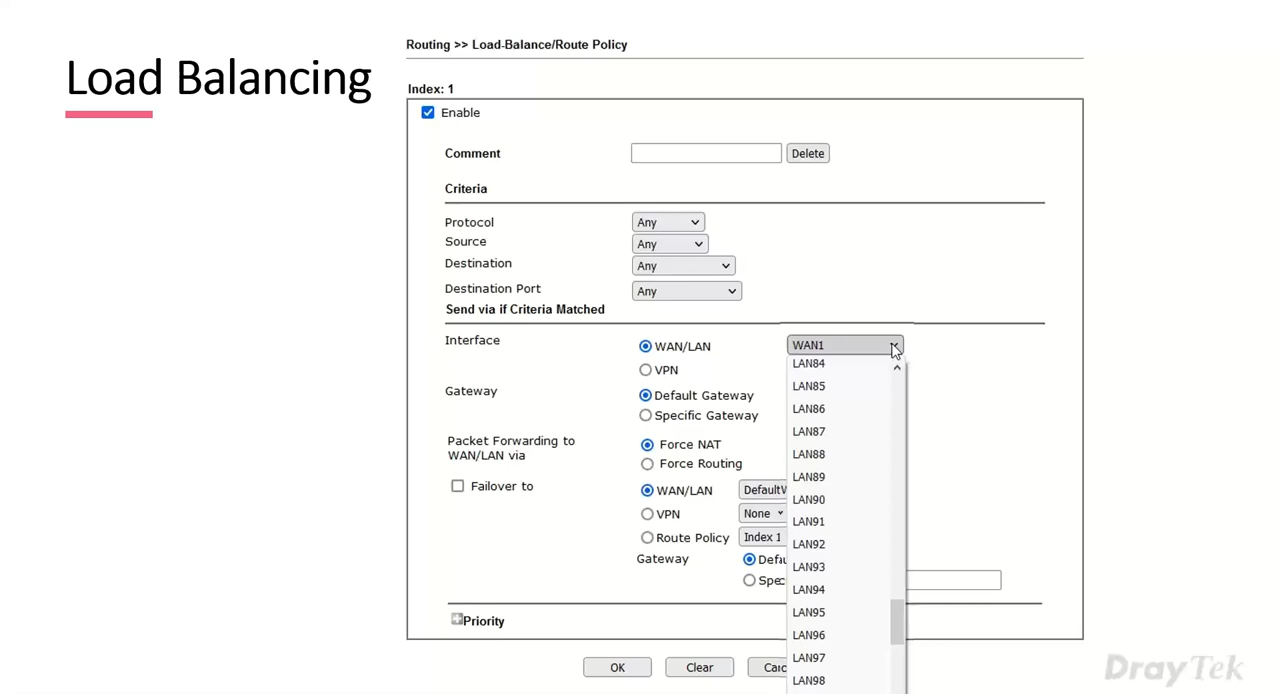 Load Balancing
Routing >> Load-Balance/Route Policy
Index: 1
Enable
Comment
Delete
Criteria
Protocol Any
Source Any
Destination Any
Destination Port Any
Send via if Criteria Matched
Interface WAN/LAN WAN1
VPN
Gateway Default Gateway
Specific Gateway
Packet Forwarding to
WAN/LAN via
Force NAT
Force Routing
Failover to WAN/LAN DefaultW
VPN None
Route Policy Index 1
Gateway Defau
Spec
Priority
OK Clear Canc
LAN84
LAN85
LAN86
LAN87
LAN88
LAN89
LAN90
LAN91
LAN92
LAN93
LAN94
LAN95
LAN96
LAN97
LAN98
DrayTek